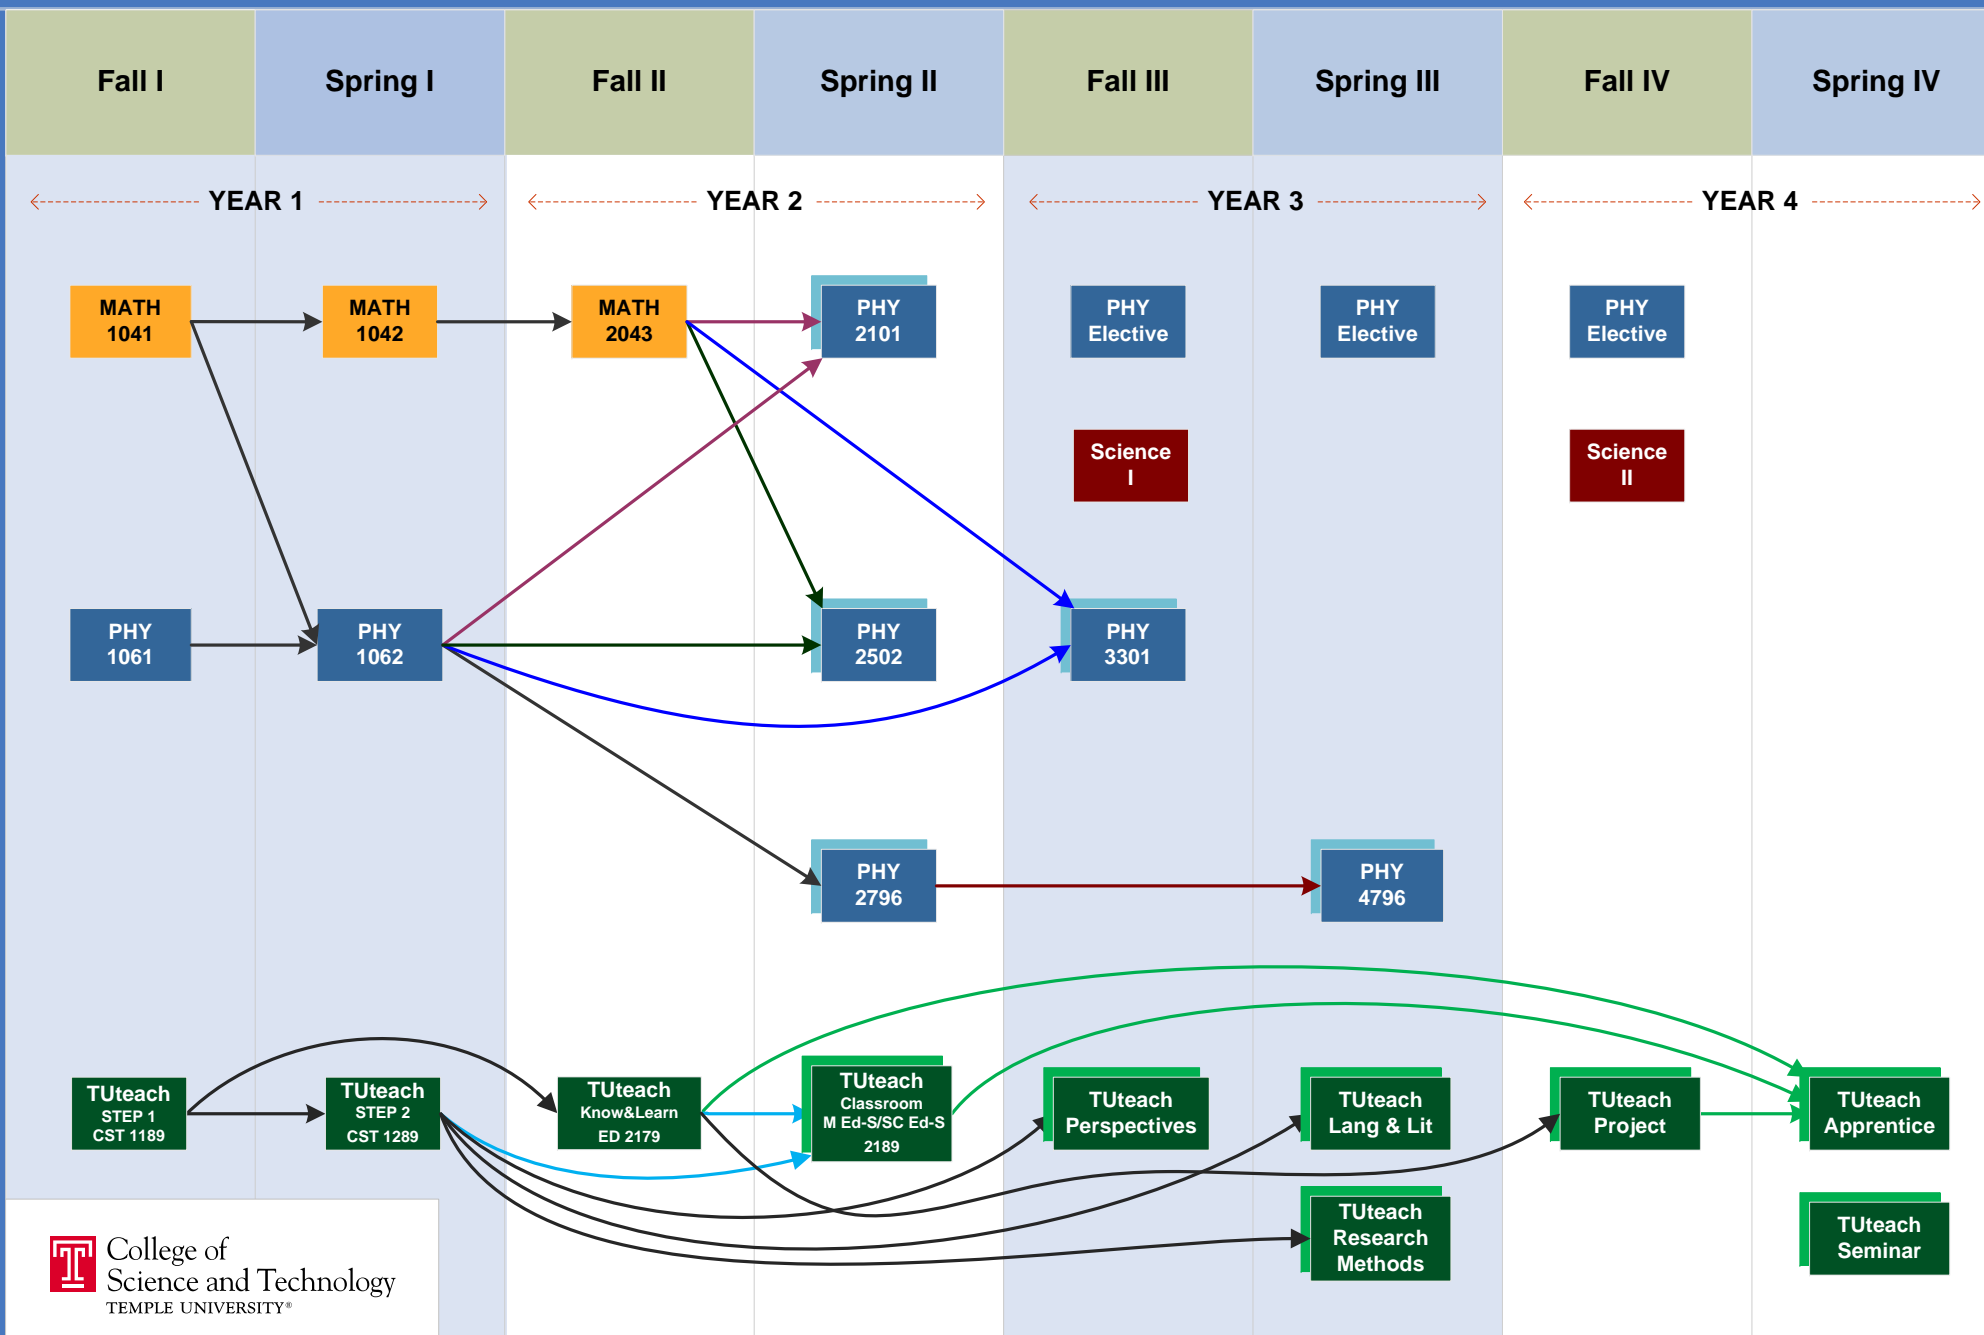 Fall I
Spring I
Fall II
Spring II
Fall III
Spring III
Fall IV
Spring IV
YEAR 1
YEAR 2
YEAR 3
YEAR 4
MATH
1041
MATH
1042
MATH
2043
PHY
2101
PHY
Elective
PHY
Elective
PHY
Elective
Science
I
Science
II
PHY
1061
PHY
1062
PHY
2502
PHY
3301
PHY
2796
PHY
4796
TUteach
STEP 1
CST 1189
TUteach
STEP 2
CST 1289
TUteach
Know&Learn
ED 2179
TUteach
Classroom
M Ed-S/SC Ed-S
2189
TUteach
Perspectives
TUteach
Lang & Lit
TUteach
Project
TUteach
Apprentice
TUteach
Research
Methods
TUteach
Seminar
College of
Science and Technology
TEMPLE UNIVERSITY®